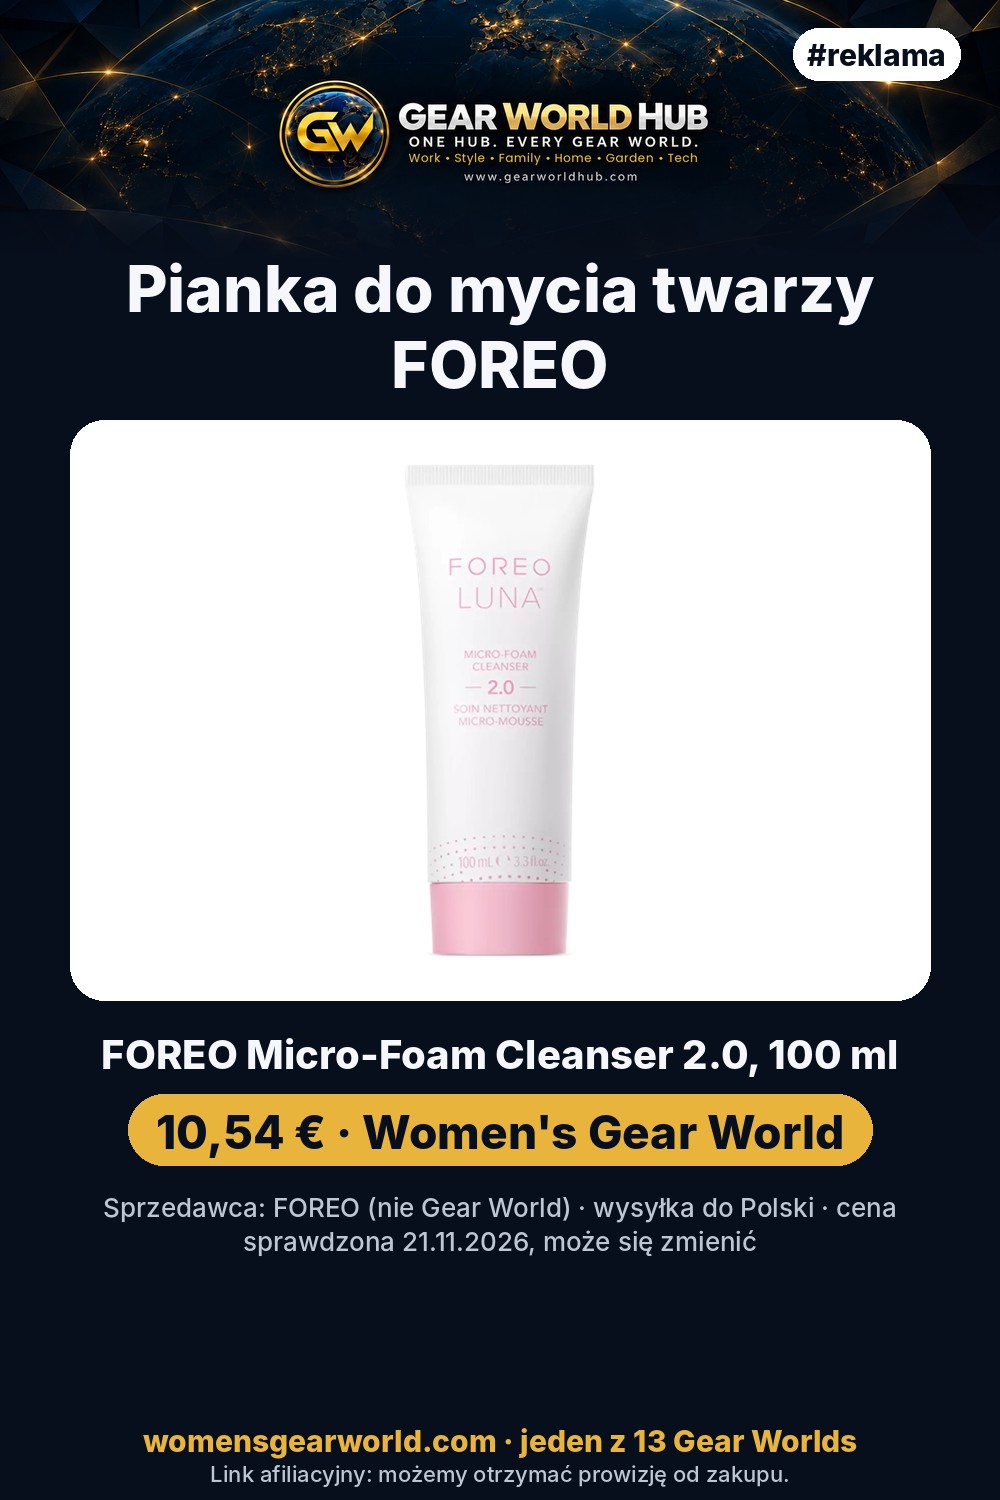 #reklama
GW
GEAR WORLD HUB
ONE HUB. EVERY GEAR WORLD.
Work • Style • Family • Home • Garden • Tech
www.gearworldhub.com
Pianka do mycia twarzy
FOREO
FOREO
LUNA
MICRO-FOAM
CLEANSER
— 2.0 —
SOIN NETTOYANT
MICRO-MOUSSE
100 mL 3.3 fl.oz.
FOREO Micro-Foam Cleanser 2.0, 100 ml
10,54 € · Women's Gear World
Sprzedawca: FOREO (nie Gear World) · wysyłka do Polski · cena
sprawdzona 21.11.2026, może się zmienić
womensgearworld.com · jeden z 13 Gear Worlds
Link afiliacyjny: możemy otrzymać prowizję od zakupu.